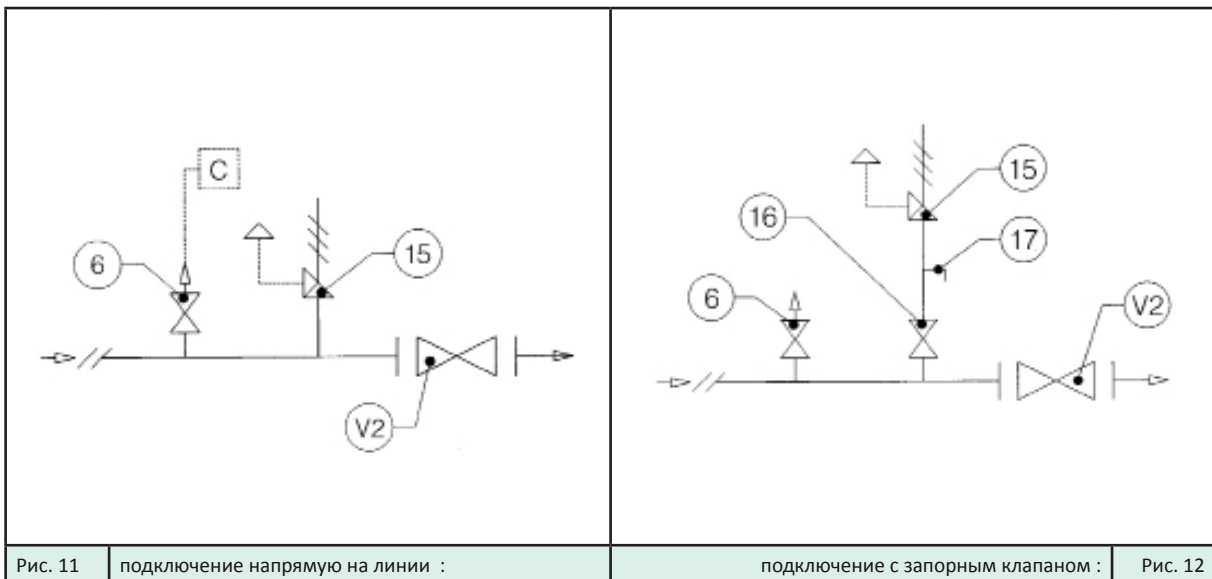 C
6
15
V2
15
16
17
6
V2
Рис. 11 подключение напрямую на линии :
подключение с запорным клапаном : Рис. 12